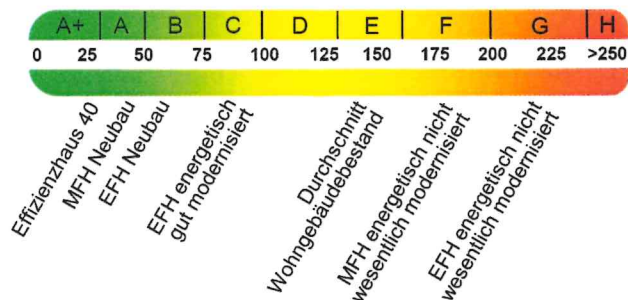 A+ A B C D E F G H
0 25 50 75 100 125 150 175 200 225 >250
Effizienzhaus 40
MFH Neubau
EFH Neubau
EFH energetisch
gut modernisiert
Durchschnitt
Wohngebäudebestand
MFH energetisch nicht
wesentlich modernisiert
EFH energetisch nicht
wesentlich modernisiert